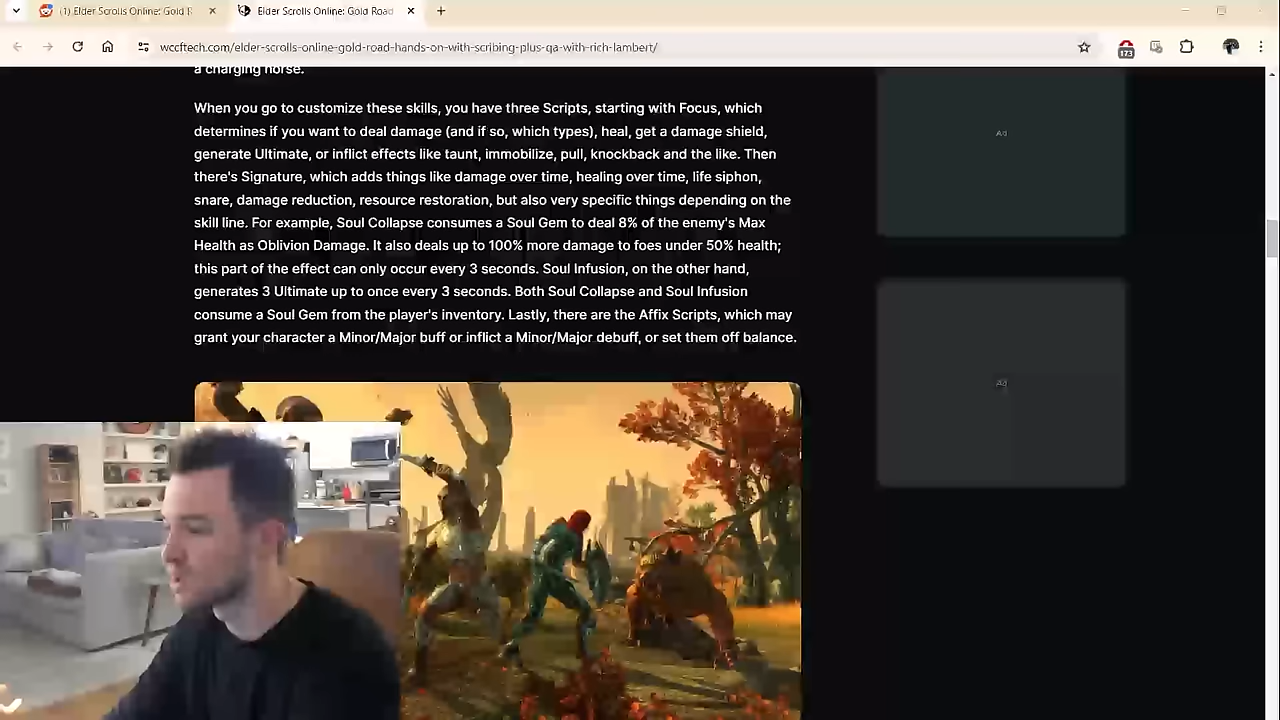 (1) Elder Scrolls Online: Gold R
Elder Scrolls Online: Gold Road
wccftech.com/elder-scrolls-online-gold-road-hands-on-with-scribing-plus-qa-with-rich-lambert/
173
a charging horse.
When you go to customize these skills, you have three Scripts, starting with Focus, which
determines if you want to deal damage (and if so, which types), heal, get a damage shield,
generate Ultimate, or inflict effects like taunt, immobilize, pull, knockback and the like. Then
there's Signature, which adds things like damage over time, healing over time, life siphon,
snare, damage reduction, resource restoration, but also very specific things depending on the
skill line. For example, Soul Collapse consumes a Soul Gem to deal 8% of the enemy's Max
Health as Oblivion Damage. It also deals up to 100% more damage to foes under 50% health;
this part of the effect can only occur every 3 seconds. Soul Infusion, on the other hand,
generates 3 Ultimate up to once every 3 seconds. Both Soul Collapse and Soul Infusion
consume a Soul Gem from the player's inventory. Lastly, there are the Affix Scripts, which may
grant your character a Minor/Major buff or inflict a Minor/Major debuff, or set them off balance.
Ad
Ad